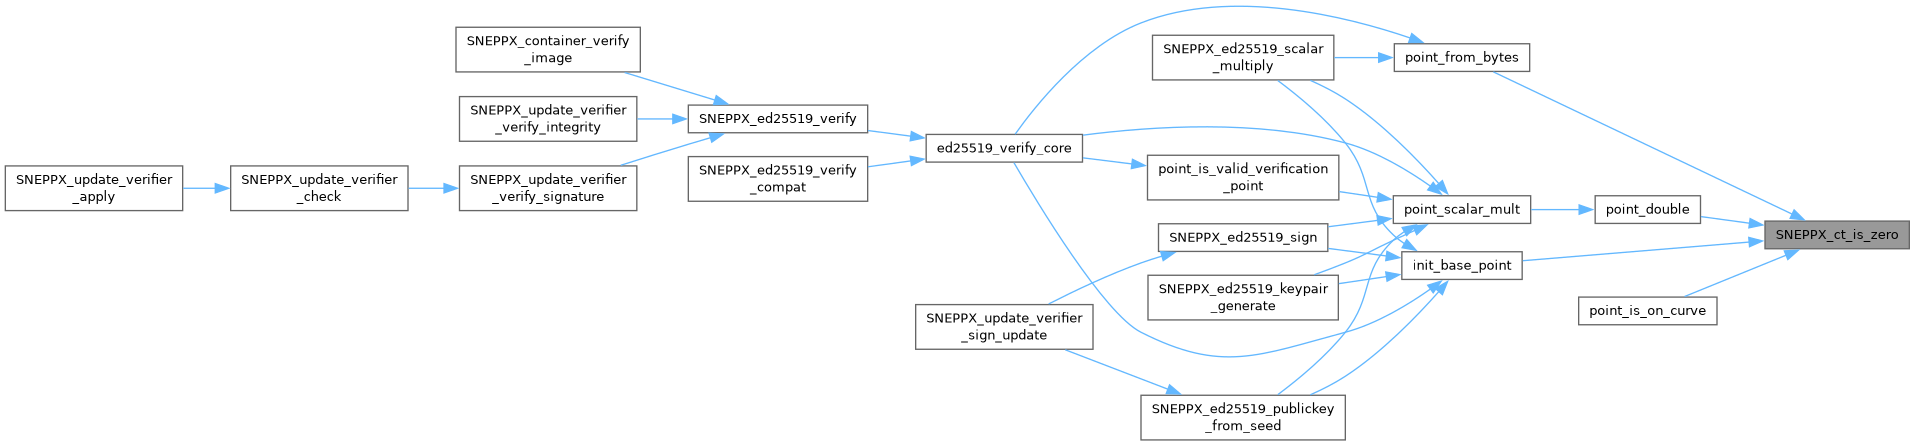 SNEPPX_container_verify
_image
SNEPPX_update_verifier
_verify_integrity
SNEPPX_update_verifier
_apply
SNEPPX_update_verifier
_check
SNEPPX_update_verifier
_verify_signature
SNEPPX_ed25519_verify
SNEPPX_ed25519_verify
_compat
ed25519_verify_core
SNEPPX_update_verifier
_sign_update
SNEPPX_ed25519_scalar
_multiply
point_is_valid_verification
_point
SNEPPX_ed25519_sign
SNEPPX_ed25519_keypair
_generate
SNEPPX_ed25519_publickey
_from_seed
point_from_bytes
point_scalar_mult
init_base_point
point_double
point_is_on_curve
SNEPPX_ct_is_zero